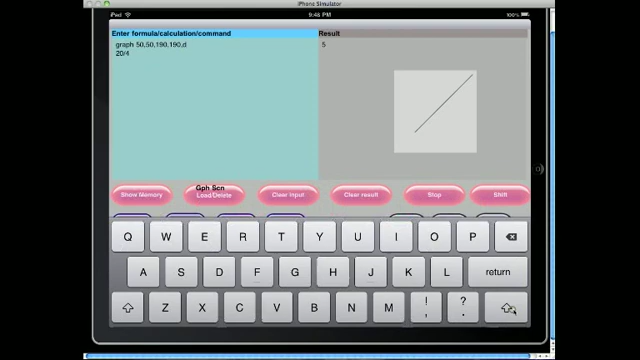 iPhone Simulator
iPad 9:48 PM 100%
Enter formula/calculation/command Result
graph 50,50,190,190,d 5
20/4
Gph Scn
Show Memory Load/Delete Clear input Clear result Stop Shift
Q W E R T Y U I O P
A S D F G H J K L return
Z X C V B N M ! , ? .